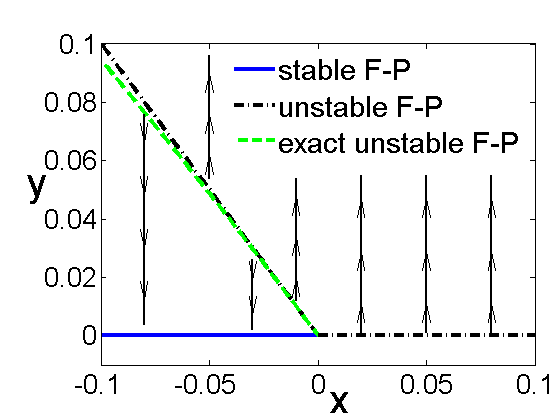 0.1
stable F-P
0.08
unstable F-P
exact unstable F-P
0.06
y
0.04
0.02
0
-0.1 -0.05 0 0.05 0.1
x